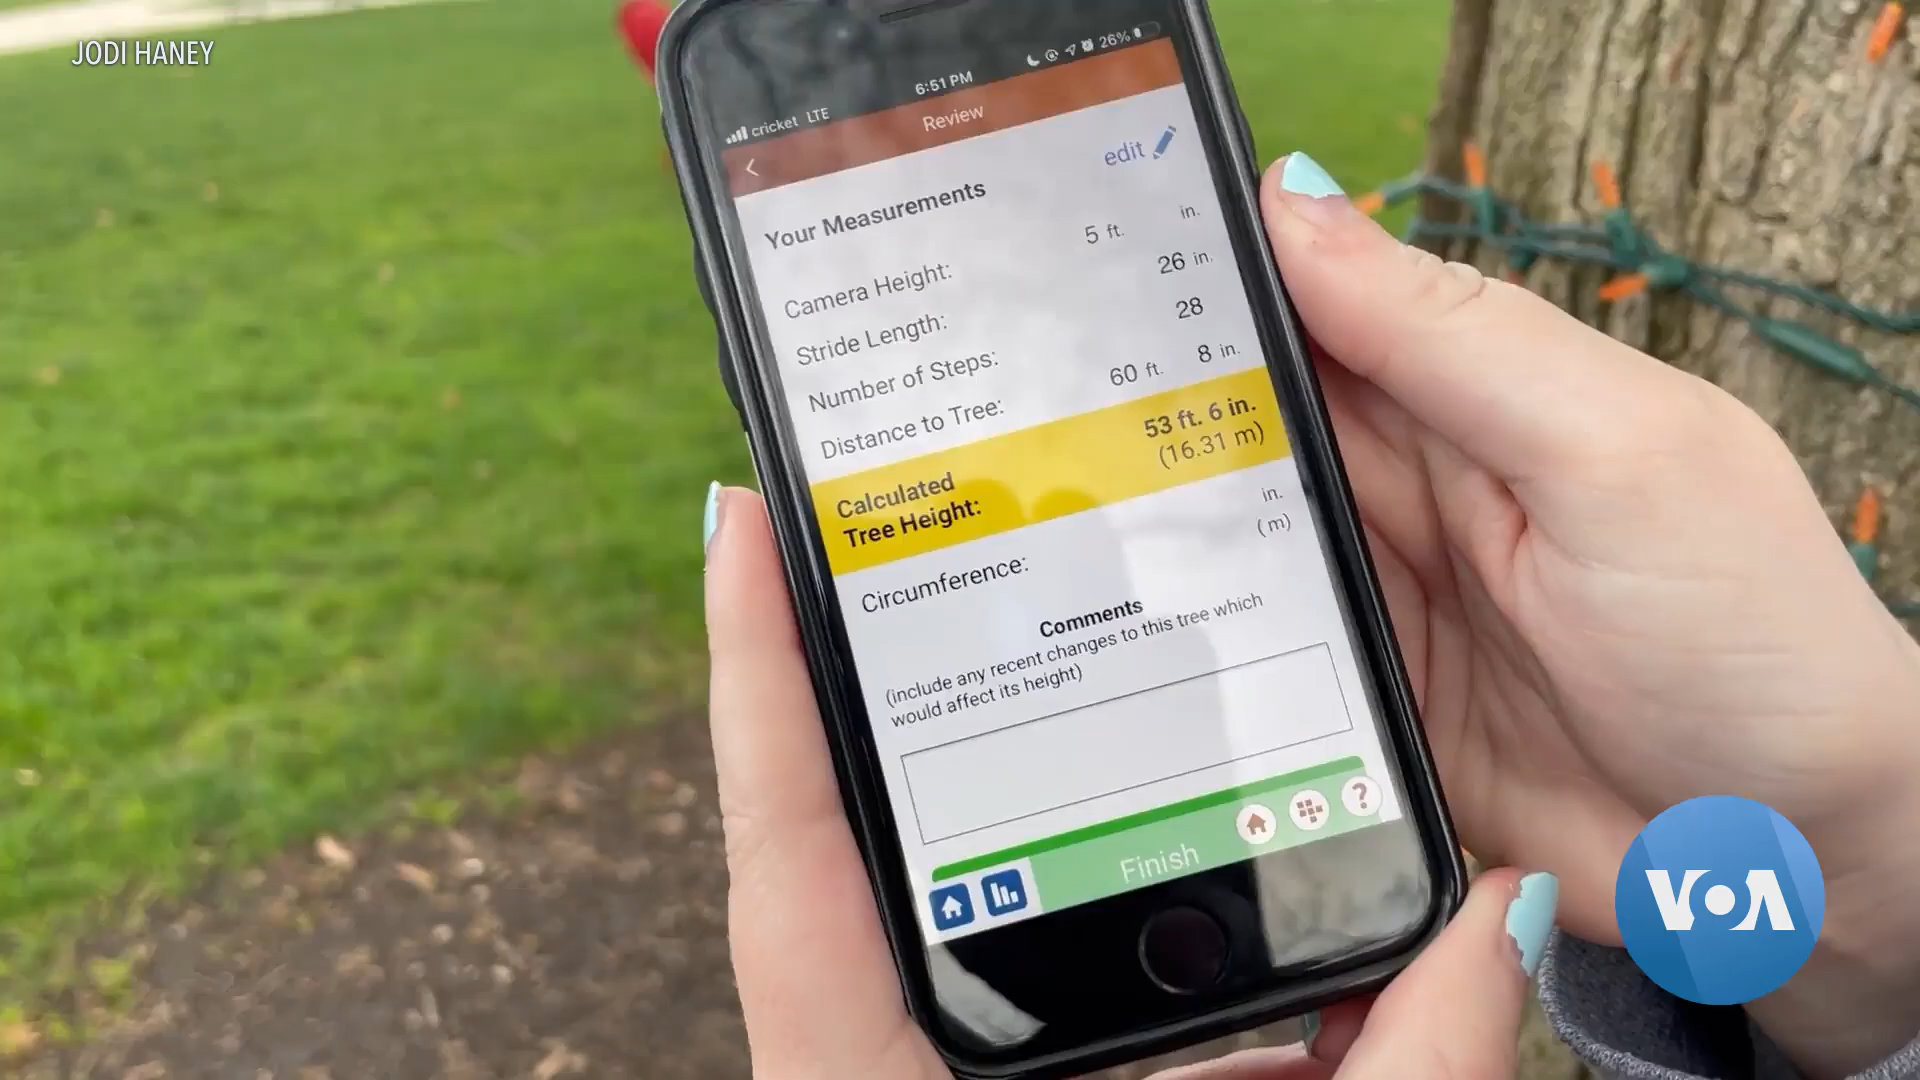 JODI HANEY
cricket LTE 6:51 PM 26%
Review
edit
Your Measurements
Camera Height: 5 ft. in.
Stride Length: 26 in.
Number of Steps: 28
Distance to Tree: 60 ft. 8 in.
Calculated Tree Height: 53 ft. 6 in.
(16.31 m)
Circumference: in.
(m)
Comments
(include any recent changes to this tree which
would affect its height)
Finish
?
VOA